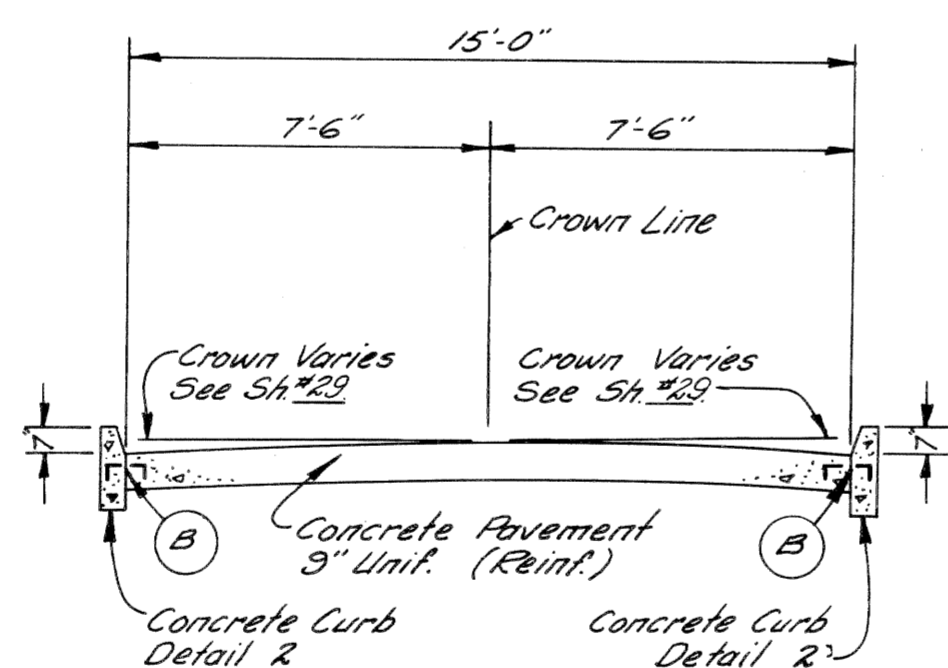 15'-0"
7'-6" 7'-6"
Crown Line
Crown Varies
See Sh. #29.
Crown Varies
See Sh. #29.
7"
7"
B
B
Concrete Pavement
9" Unif. (Reinf.)
Concrete Curb
Detail 2
Concrete Curb
Detail 2